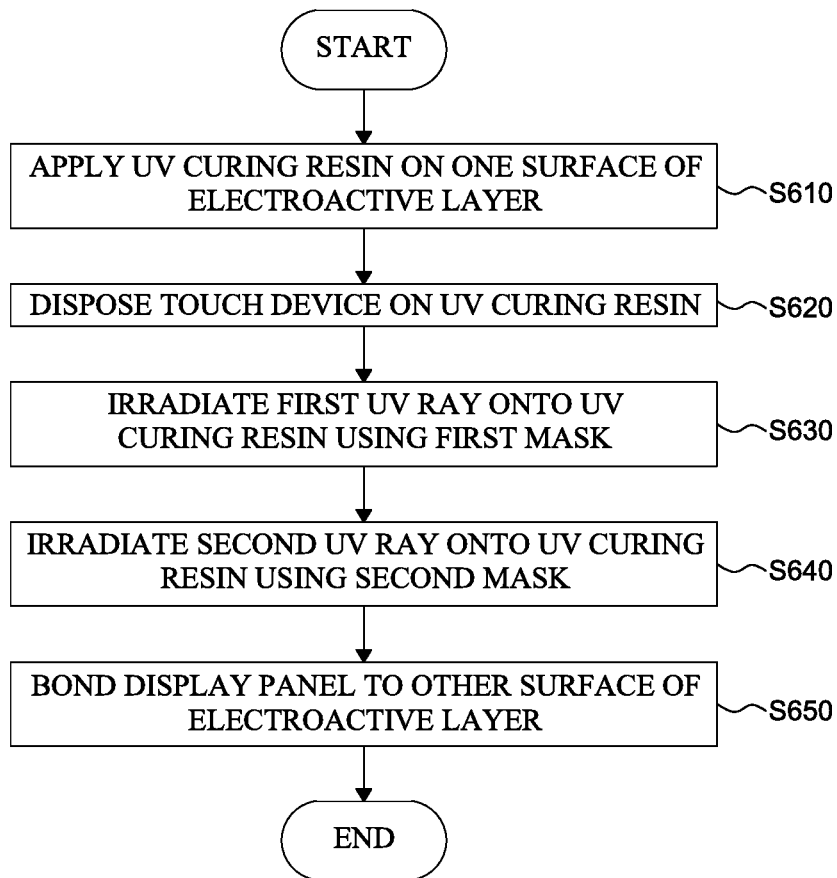 START
APPLY UV CURING RESIN ON ONE SURFACE OF
ELECTROACTIVE LAYER
S610
DISPOSE TOUCH DEVICE ON UV CURING RESIN
S620
IRRADIATE FIRST UV RAY ONTO UV
CURING RESIN USING FIRST MASK
S630
IRRADIATE SECOND UV RAY ONTO UV CURING
RESIN USING SECOND MASK
S640
BOND DISPLAY PANEL TO OTHER SURFACE OF
ELECTROACTIVE LAYER
S650
END